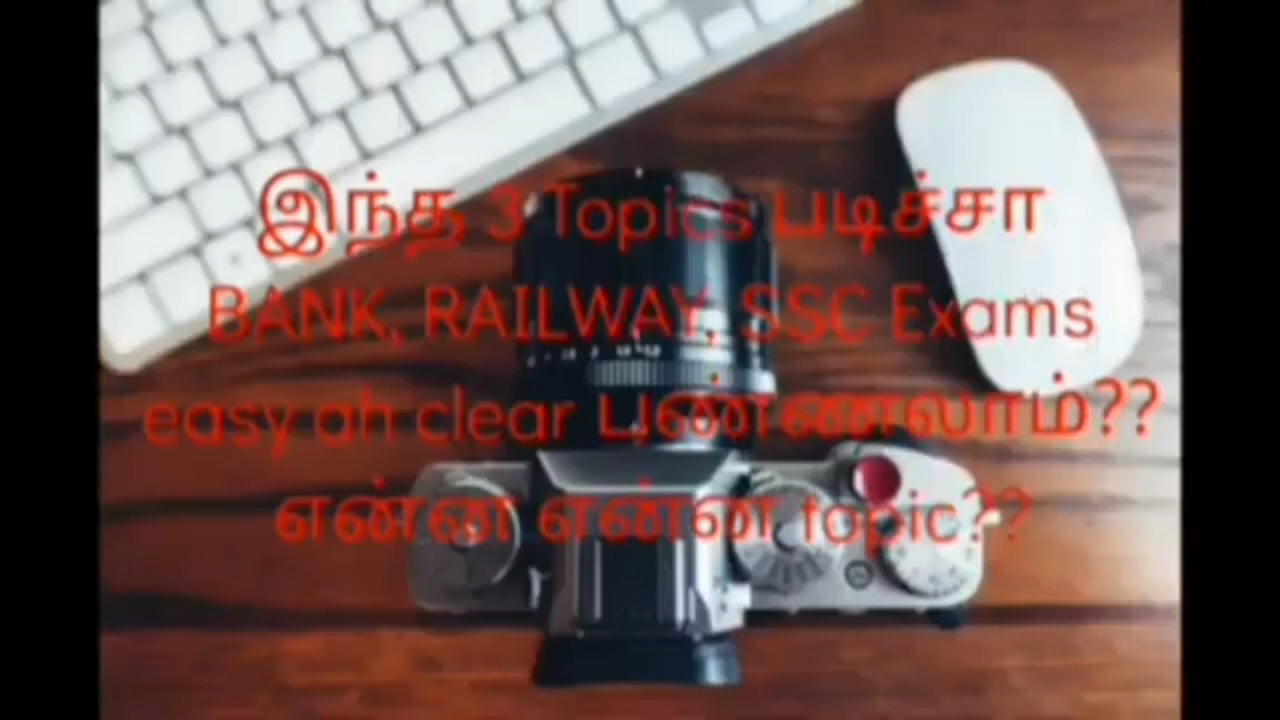 இந்த 3 Topics படிச்சா
BANK, RAILWAY, SSC Exams
easy ah clear பண்ணலாம்??
என்ன என்ன topic??